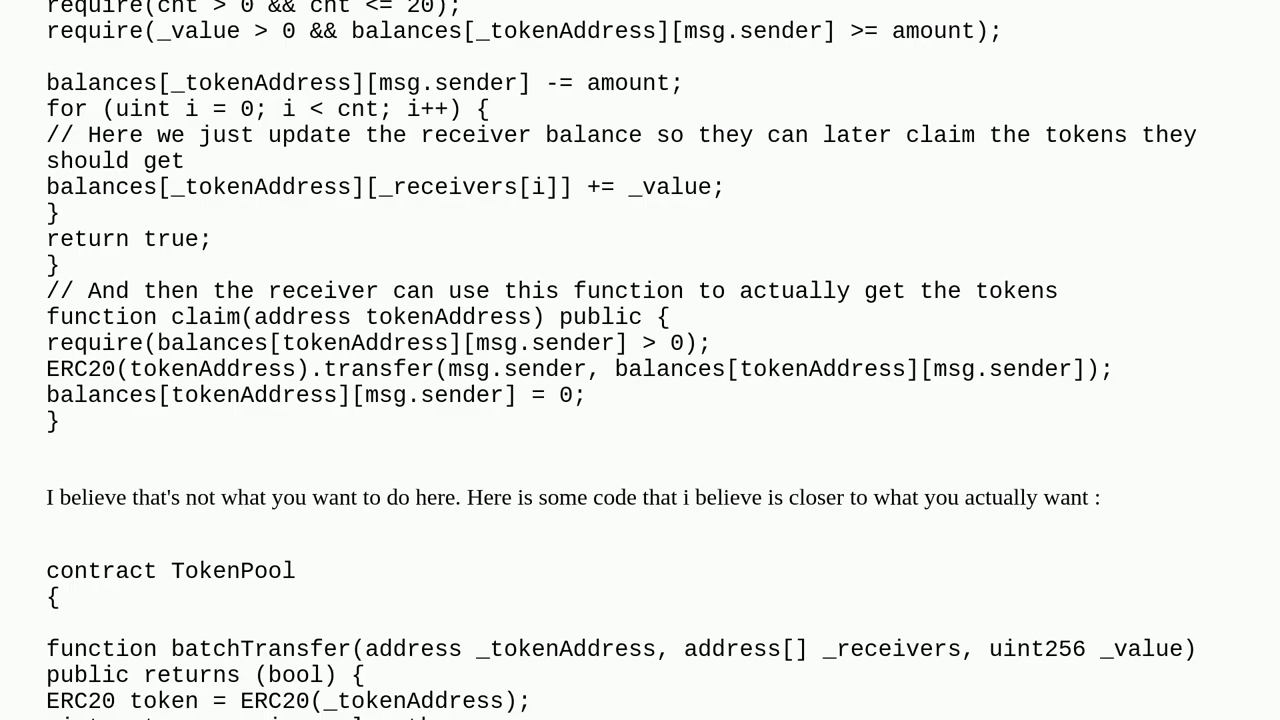 require(cnt > 0 && cnt <= 20);
require(_value > 0 && balances[_tokenAddress][msg.sender] >= amount);
balances[_tokenAddress][msg.sender] -= amount;
for (uint i = 0; i < cnt; i++) {
// Here we just update the receiver balance so they can later claim the tokens they
should get
balances[_tokenAddress][_receivers[i]] += _value;
}
return true;
}
// And then the receiver can use this function to actually get the tokens
function claim(address tokenAddress) public {
require(balances[tokenAddress][msg.sender] > 0);
ERC20(tokenAddress).transfer(msg.sender, balances[tokenAddress][msg.sender]);
balances[tokenAddress][msg.sender] = 0;
}
I believe that's not what you want to do here. Here is some code that i believe is closer to what you actually want :
contract TokenPool
{
function batchTransfer(address _tokenAddress, address[] _receivers, uint256 _value)
public returns (bool) {
ERC20 token = ERC20(_tokenAddress);